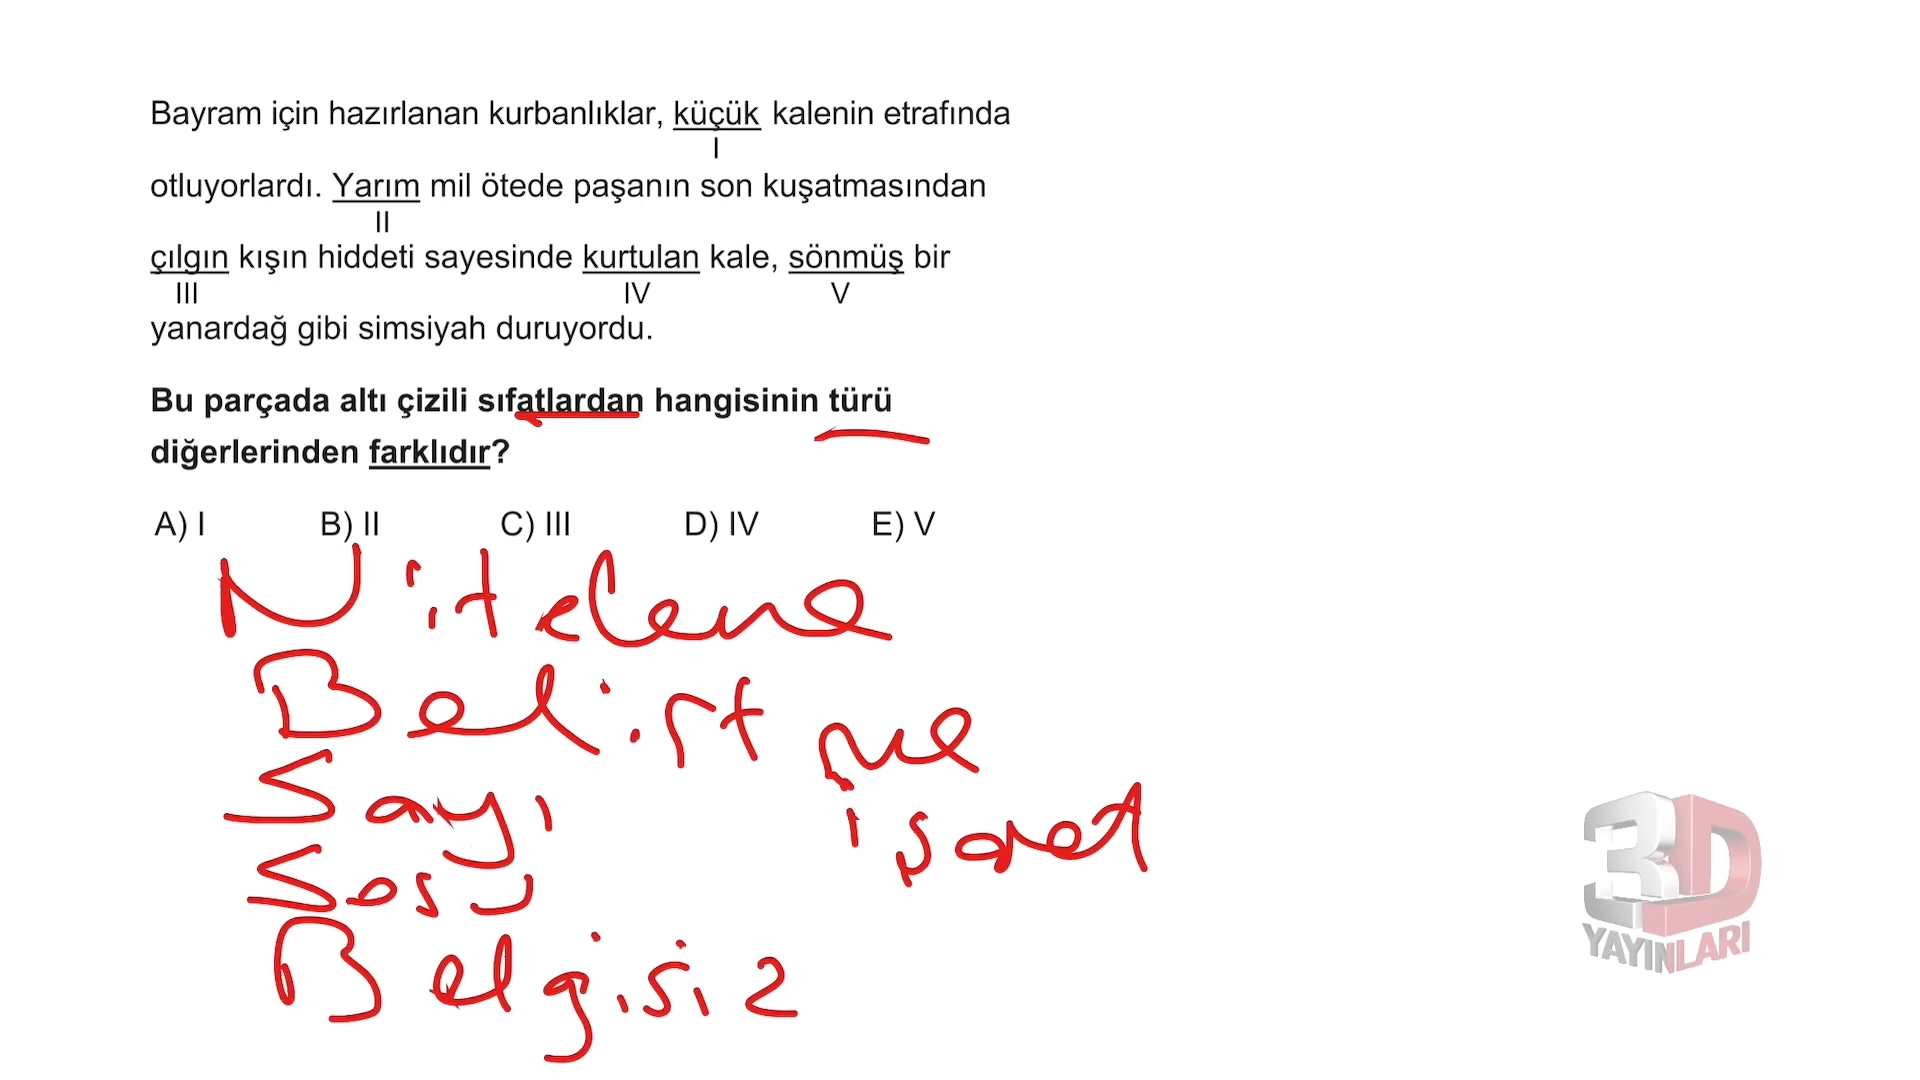 Bayram için hazırlanan kurbanlıklar, küçük kalenin etrafında
I
otluyorlardı. Yarım mil ötede paşanın son kuşatmasından
II
çılgın kışın hiddeti sayesinde kurtulan kale, sönmüş bir
III IV V
yanardağ gibi simsiyah duruyordu.
Bu parçada altı çizili sıfatlardan hangisinin türü
diğerlerinden farklıdır?
A) I B) II C) III D) IV E) V
Niteleme
Belirtme
Sayı işaret
Soru
Belgisiz
3D
YAYINLARI